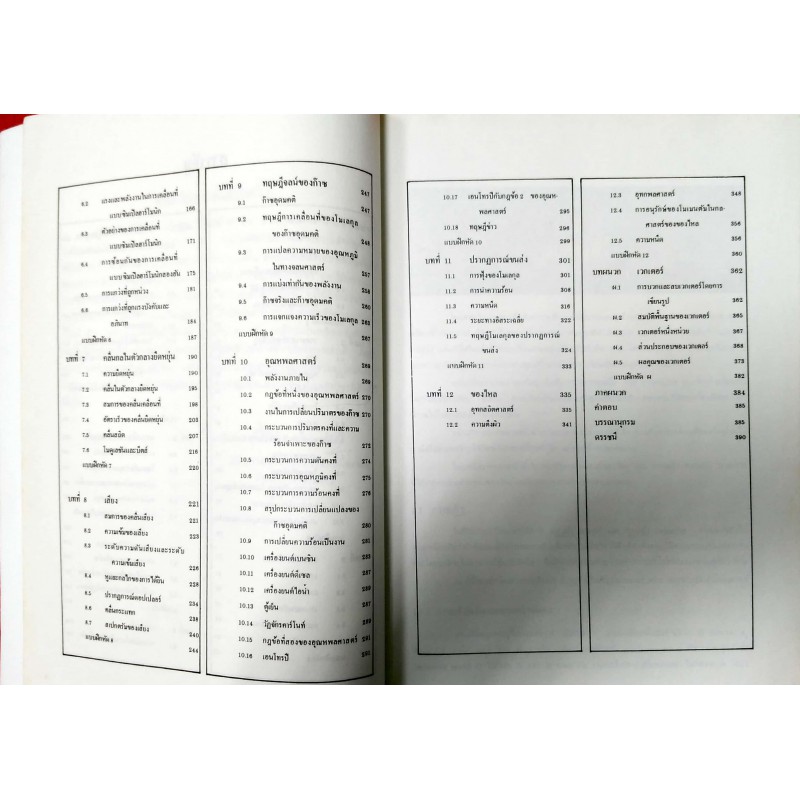 6.2 แรงและพลังงานในการเคลื่อนที่
แบบซิมเปิลฮาร์โมนิก 166
6.3 ตัวอย่างของการเคลื่อนที่
แบบซิมเปิลฮาร์โมนิก 171
6.4 การซ้อนกันของการเคลื่อนที่
แบบซิมเปิลฮาร์โมนิกสองอัน 175
6.5 การแกว่งที่ถูกหน่วง 181
6.6 การแกว่งที่ถูกแรงบังคับและ
อภินาท 184
แบบฝึกหัด 6 187
บทที่ 7 คลื่นกลในตัวกลางยืดหยุ่น 190
7.1 ความยืดหยุ่น 190
7.2 คลื่นในตัวกลางยืดหยุ่น 195
7.3 สมการของคลื่นเคลื่อนที่ 198
7.4 อัตราเร็วของคลื่นยืดหยุ่น 203
7.5 คลื่นสถิต 207
7.6 โมดูเลชันและบีตส์ 216
แบบฝึกหัด 7 220
บทที่ 8 เสียง 221
8.1 สมการของคลื่นเสียง 221
8.2 ความเข้มของเสียง 223
8.3 ระดับความดันเสียงและระดับ
ความเข้มเสียง 226
8.4 หูและกลไกของการได้ยิน 228
8.5 ปรากฏการณ์ดอปเปลอร์ 234
8.6 คลื่นกระแทก 238
8.7 สเปกตรัมของเสียง 240
แบบฝึกหัด 8 244
บทที่ 9 ทฤษฎีจลน์ของก๊าซ 247
9.1 ก๊าซอุดมคติ 247
9.2 ทฤษฎีการเคลื่อนที่ของโมเลกุล
ของก๊าซอุดมคติ 248
9.3 การแปลความหมายของอุณหภูมิ
ในทางจลนศาสตร์ 256
9.4 การแบ่งเท่ากันของพลังงาน 258
9.5 ก๊าซจริงและก๊าซอุดมคติ 260
9.6 การแจกแจงความเร็วของโมเลกุล 262
แบบฝึกหัด 9 267
บทที่ 10 อุณหพลศาสตร์ 268
10.1 พลังงานภายใน 268
10.2 กฎข้อที่หนึ่งของอุณหพลศาสตร์ 270
10.3 งานในการเปลี่ยนปริมาตรของก๊าซ 270
10.4 กระบวนการปริมาตรคงที่และความ
ร้อนจำเพาะของก๊าซ 272
10.5 กระบวนการความดันคงที่ 274
10.6 กระบวนการอุณหภูมิคงที่ 275
10.7 กระบวนการความร้อนคงที่ 276
10.8 สรุปกระบวนการเปลี่ยนแปลงของ
ก๊าซอุดมคติ 280
10.9 การเปลี่ยนความร้อนเป็นงาน 281
10.10 เครื่องยนต์เบนซิน 283
10.11 เครื่องยนต์ดีเซล
10.12 เครื่องยนต์ไอน้ำ
10.13 ตู้เย็น 287
10.14 วัฏจักรคาร์โนท์
10.15 กฎข้อที่สองของอุณหพลศาสตร์
10.16 เอนโทรปี
10.17 เอนโทรปีกับกฎข้อ 2 ของอุณห-
พลศาสตร์ 295
10.18 ทฤษฎีข่าว 296
แบบฝึกหัด 10 299
บทที่ 11 ปรากฏการณ์ขนส่ง 301
11.1 การฟุ้งของโมเลกุล 301
11.2 การนำความร้อน 308
11.3 ความหนืด 316
11.4 ระยะทางอิสระเฉลี่ย 322
11.5 ทฤษฎีโมเลกุลของปรากฏการณ์
ขนส่ง 324
แบบฝึกหัด 11 333
บทที่ 12 ของไหล 335
12.1 อุทกสถิตศาสตร์ 335
12.2 ความตึงผิว 341
12.3 อุทกพลศาสตร์ 348
12.4 การอนุรักษ์ของโมเมนตัมในกล-
ศาสตร์ของของไหล 356
12.5 ความหนืด 356
แบบฝึกหัด 12 360
บทผนวก เวกเตอร์ 362
ผ.1 การบวกและลบเวกเตอร์โดยการ
เขียนรูป 362
ผ.2 สมบัติพื้นฐานของเวกเตอร์ 365
ผ.3 เวกเตอร์หนึ่งหน่วย 367
ผ.4 ส่วนประกอบของเวกเตอร์ 368
ผ.5 ผลคูณของเวกเตอร์ 373
แบบฝึกหัด ผ 382
ภาคผนวก 384
คำตอบ 385
บรรณานุกรม 385
ดรรชนี 390